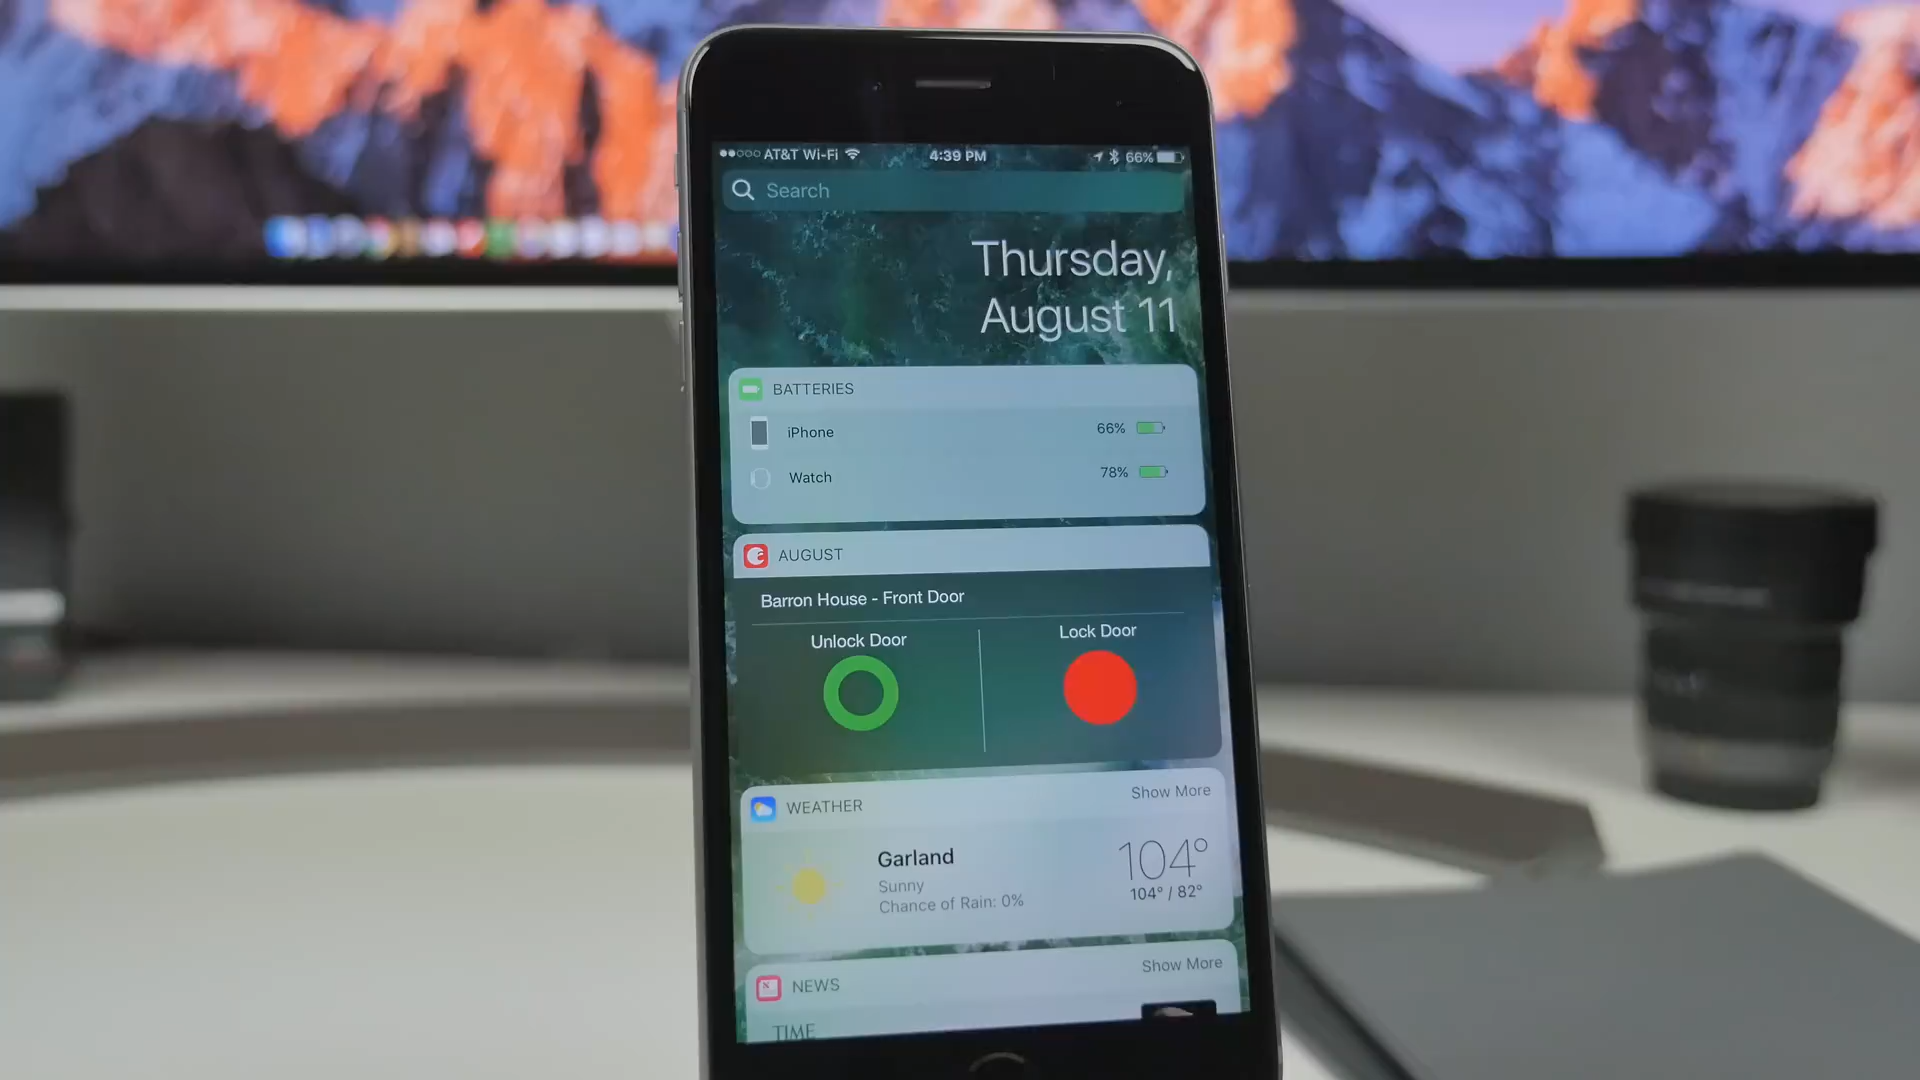 AT&T Wi-Fi 4:39 PM 66%
Search
Thursday,
August 11
BATTERIES
iPhone 66%
Watch 78%
AUGUST
Barron House - Front Door
Unlock Door Lock Door
WEATHER Show More
Garland 104°
Sunny 104° / 82°
Chance of Rain: 0%
NEWS Show More
TIME